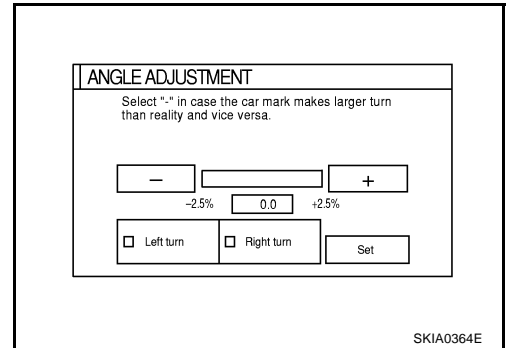 ANGLE ADJUSTMENT
Select "-" in case the car mark makes larger turn
than reality and vice versa.
− +
−2.5% 0.0 +2.5%
Left turn Right turn Set
SKIA0364E